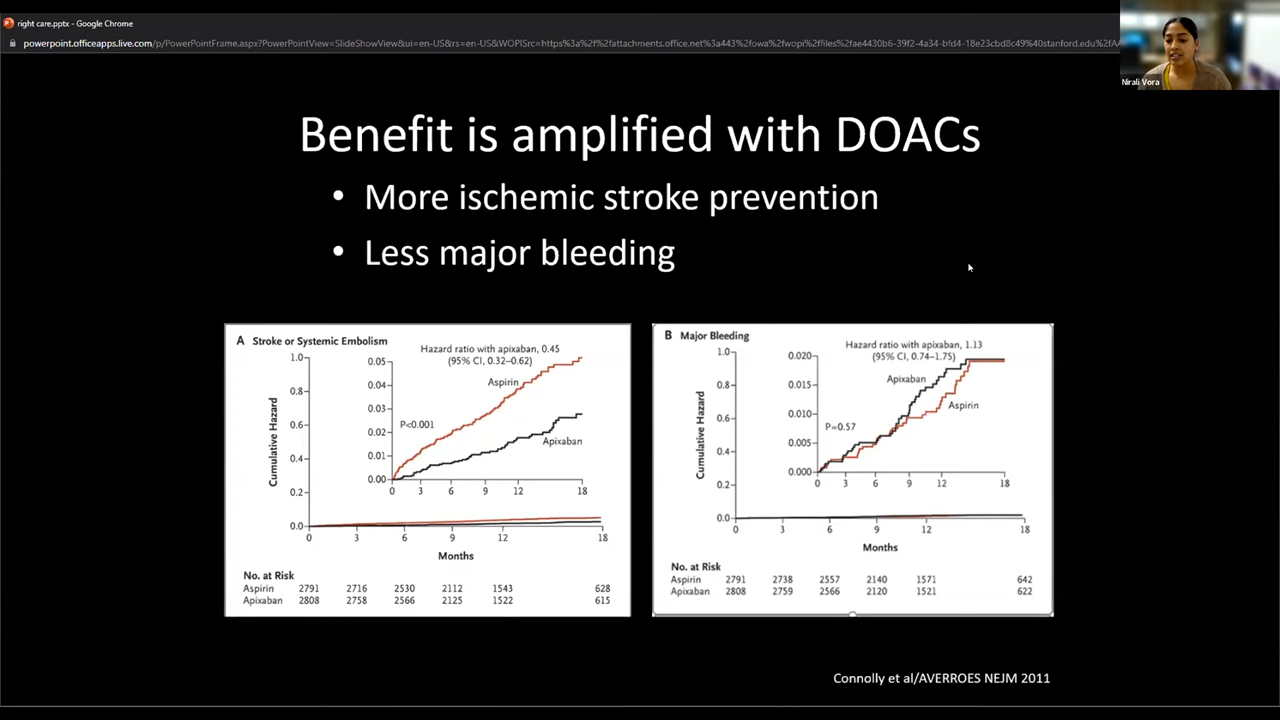 right care.pptx - Google Chrome
powerpoint.officeapps.live.com/p/PowerPointFrame.aspx?PowerPointView=SlideShowView&ui=en-US&rs=en-US&WOPISrc=https%3a%2f%2fattachments.office.net%3a443%2fowa%2fwopi%2ffiles%2fae4430b6-39f2-4a34-bfd4-18e23cbd8c49%40stanford.edu%2fA
Nirali Vora
Benefit is amplified with DOACs
• More ischemic stroke prevention
• Less major bleeding
A Stroke or Systemic Embolism
Hazard ratio with apixaban, 0.45
(95% CI, 0.32–0.62)
1.0
0.8
0.6
0.4
0.2
0.0
Cumulative Hazard
0.05
0.04
0.03
0.02
0.01
0.00
Aspirin
P<0.001
Apixaban
0 3 6 9 12 18
0 3 6 9 12 18
Months
No. at Risk
Aspirin 2791 2716 2530 2112 1543 628
Apixaban 2808 2758 2566 2125 1522 615
B Major Bleeding
Hazard ratio with apixaban, 1.13
(95% CI, 0.74–1.75)
1.0
0.8
0.6
0.4
0.2
0.0
Cumulative Hazard
0.020
0.015
0.010
0.005
0.000
Apixaban
Aspirin
P=0.57
0 3 6 9 12 18
0 3 6 9 12 18
Months
No. at Risk
Aspirin 2791 2738 2557 2140 1571 642
Apixaban 2808 2759 2566 2120 1521 622
Connolly et al/AVERROES NEJM 2011